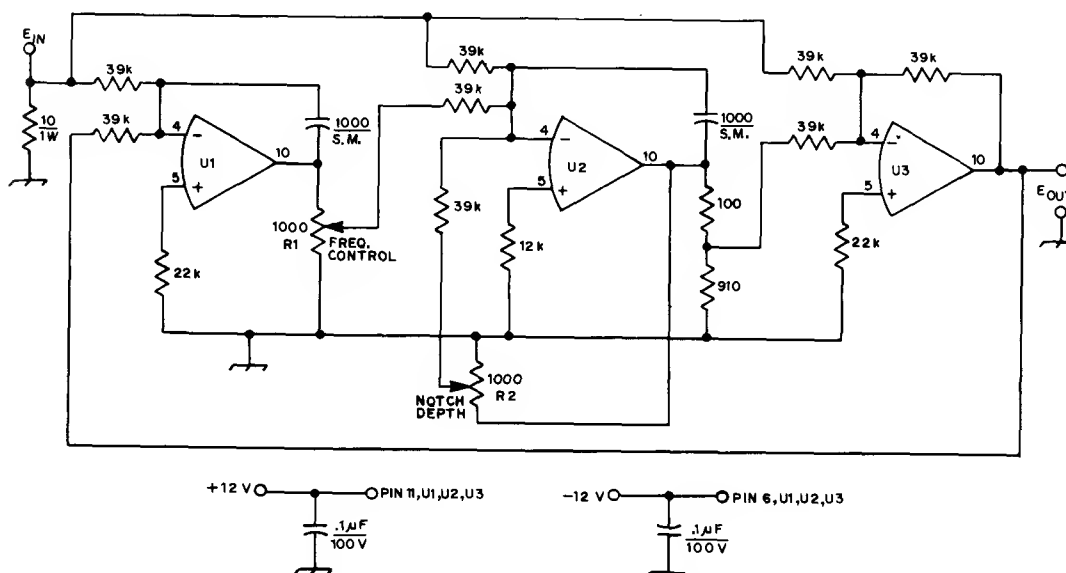 E IN
39k
39k
10
1W
4
-
U1
5
+
10
22k
1000
S.M.
1000
R1
FREQ.
CONTROL
39k
39k
39k
4
-
U2
5
+
10
12k
1000
S.M.
100
910
1000
R2
NOTCH
DEPTH
39k
39k
39k
4
-
U3
5
+
10
22k
E OUT
+12 V
PIN 11, U1, U2, U3
.1µF
100V
-12 V
PIN 6, U1, U2, U3
.1µF
100V